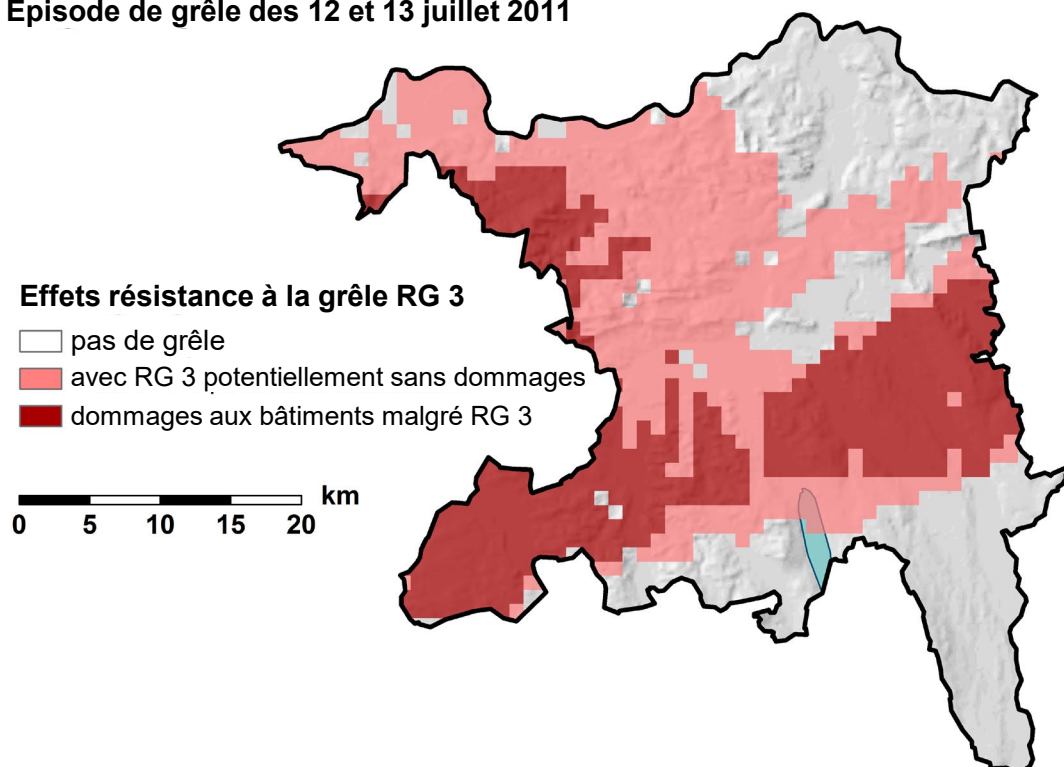 Episode de grêle des 12 et 13 juillet 2011
Effets résistance à la grêle RG 3
pas de grêle
avec RG 3 potentiellement sans dommages
dommages aux bâtiments malgré RG 3
km
0 5 10 15 20